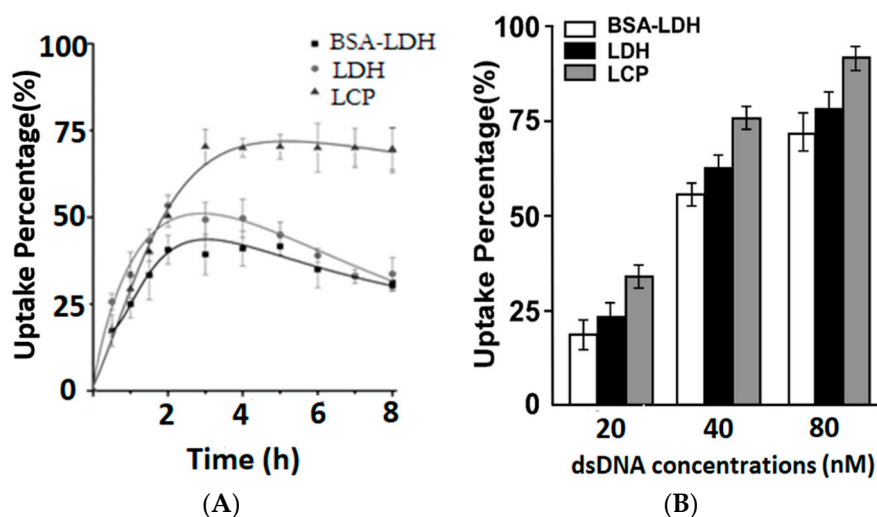 100
75
50
25
0
Uptake Percentage(%)
BSA-LDH
LDH
LCP
2
4
6
8
Time (h)
(A)
100
75
50
25
0
Uptake Percentage(%)
BSA-LDH
LDH
LCP
20
40
80
dsDNA concentrations (nM)
(B)